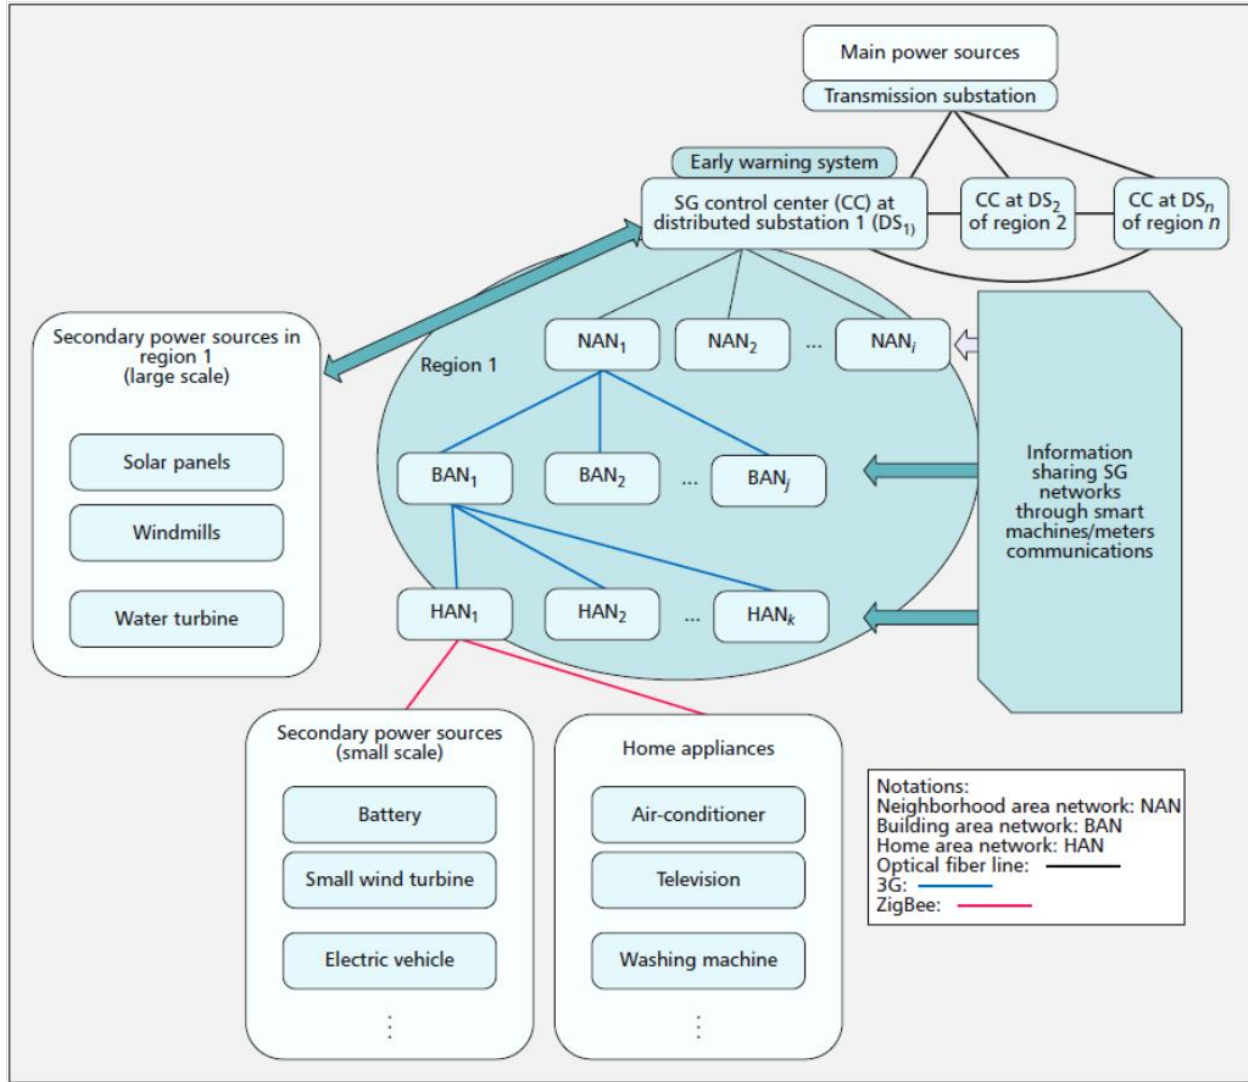 Main power sources
Transmission substation
Early warning system
SG control center (CC) at
distributed substation 1 (DS1)
CC at DS2
of region 2
CC at DSn
of region n
Secondary power sources in
region 1
(large scale)
Solar panels
Windmills
Water turbine
Region 1
NAN1
NAN2
...
NANi
BAN1
BAN2
...
BANj
HAN1
HAN2
...
HANk
Information
sharing SG
networks
through smart
machines/meters
communications
Secondary power sources
(small scale)
Battery
Small wind turbine
Electric vehicle
⋮
Home appliances
Air-conditioner
Television
Washing machine
⋮
Notations:
Neighborhood area network: NAN
Building area network: BAN
Home area network: HAN
Optical fiber line:
3G:
ZigBee: